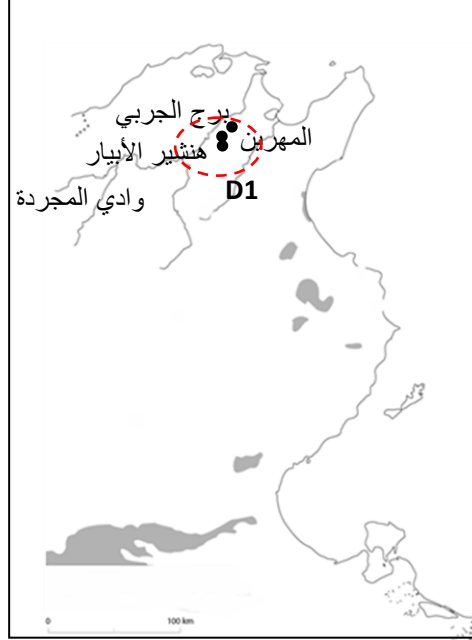 برج الجربي
المهرين
هنشير الأبيار
D1
وادي المجردة
0
100 km